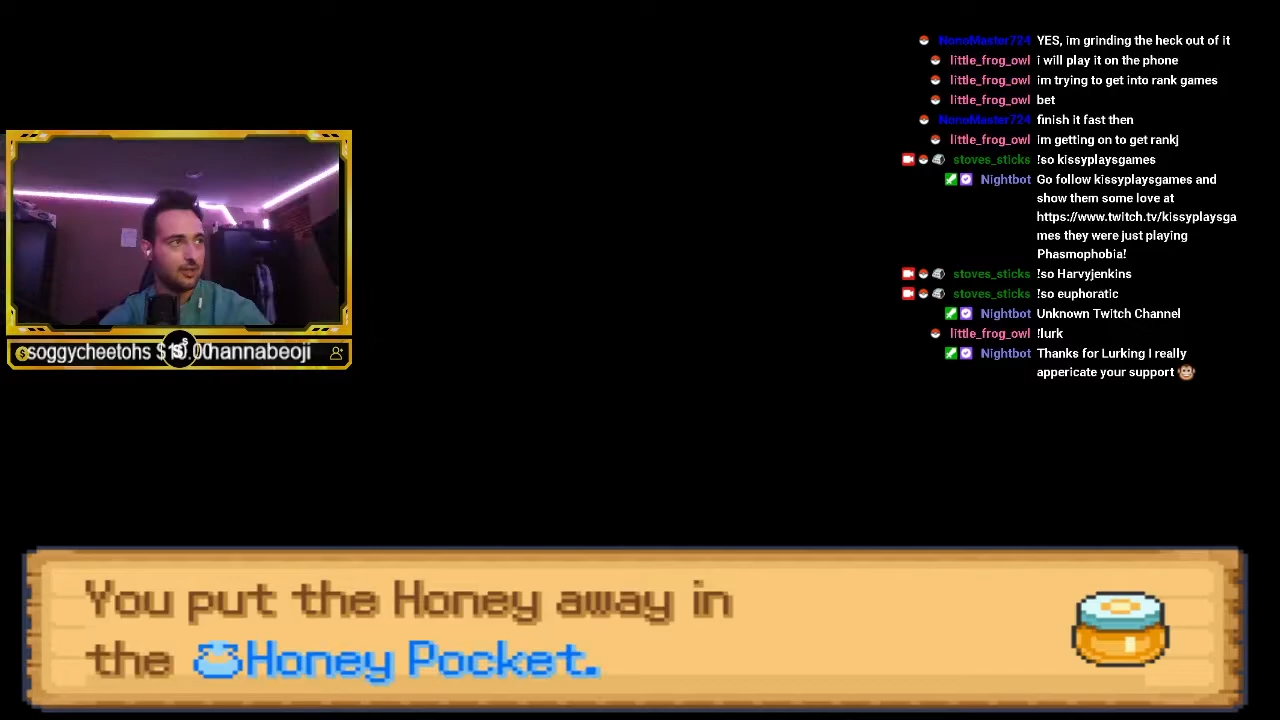 NonoMaster724 YES, im grinding the heck out of it
little_frog_owl i will play it on the phone
little_frog_owl im trying to get into rank games
little_frog_owl bet
NonoMaster724 finish it fast then
little_frog_owl im getting on to get rankj
stoves_sticks !so kissyplaysgames
Nightbot Go follow kissyplaysgames and
show them some love at
https://www.twitch.tv/kissyplaysga
mes they were just playing
Phasmophobia!
stoves_sticks !so Harvyjenkins
stoves_sticks !so euphoratic
Nightbot Unknown Twitch Channel
little_frog_owl !lurk
Nightbot Thanks for Lurking I really
appericate your support
soggycheetohs hannabeoji
You put the Honey away in
the Honey Pocket.